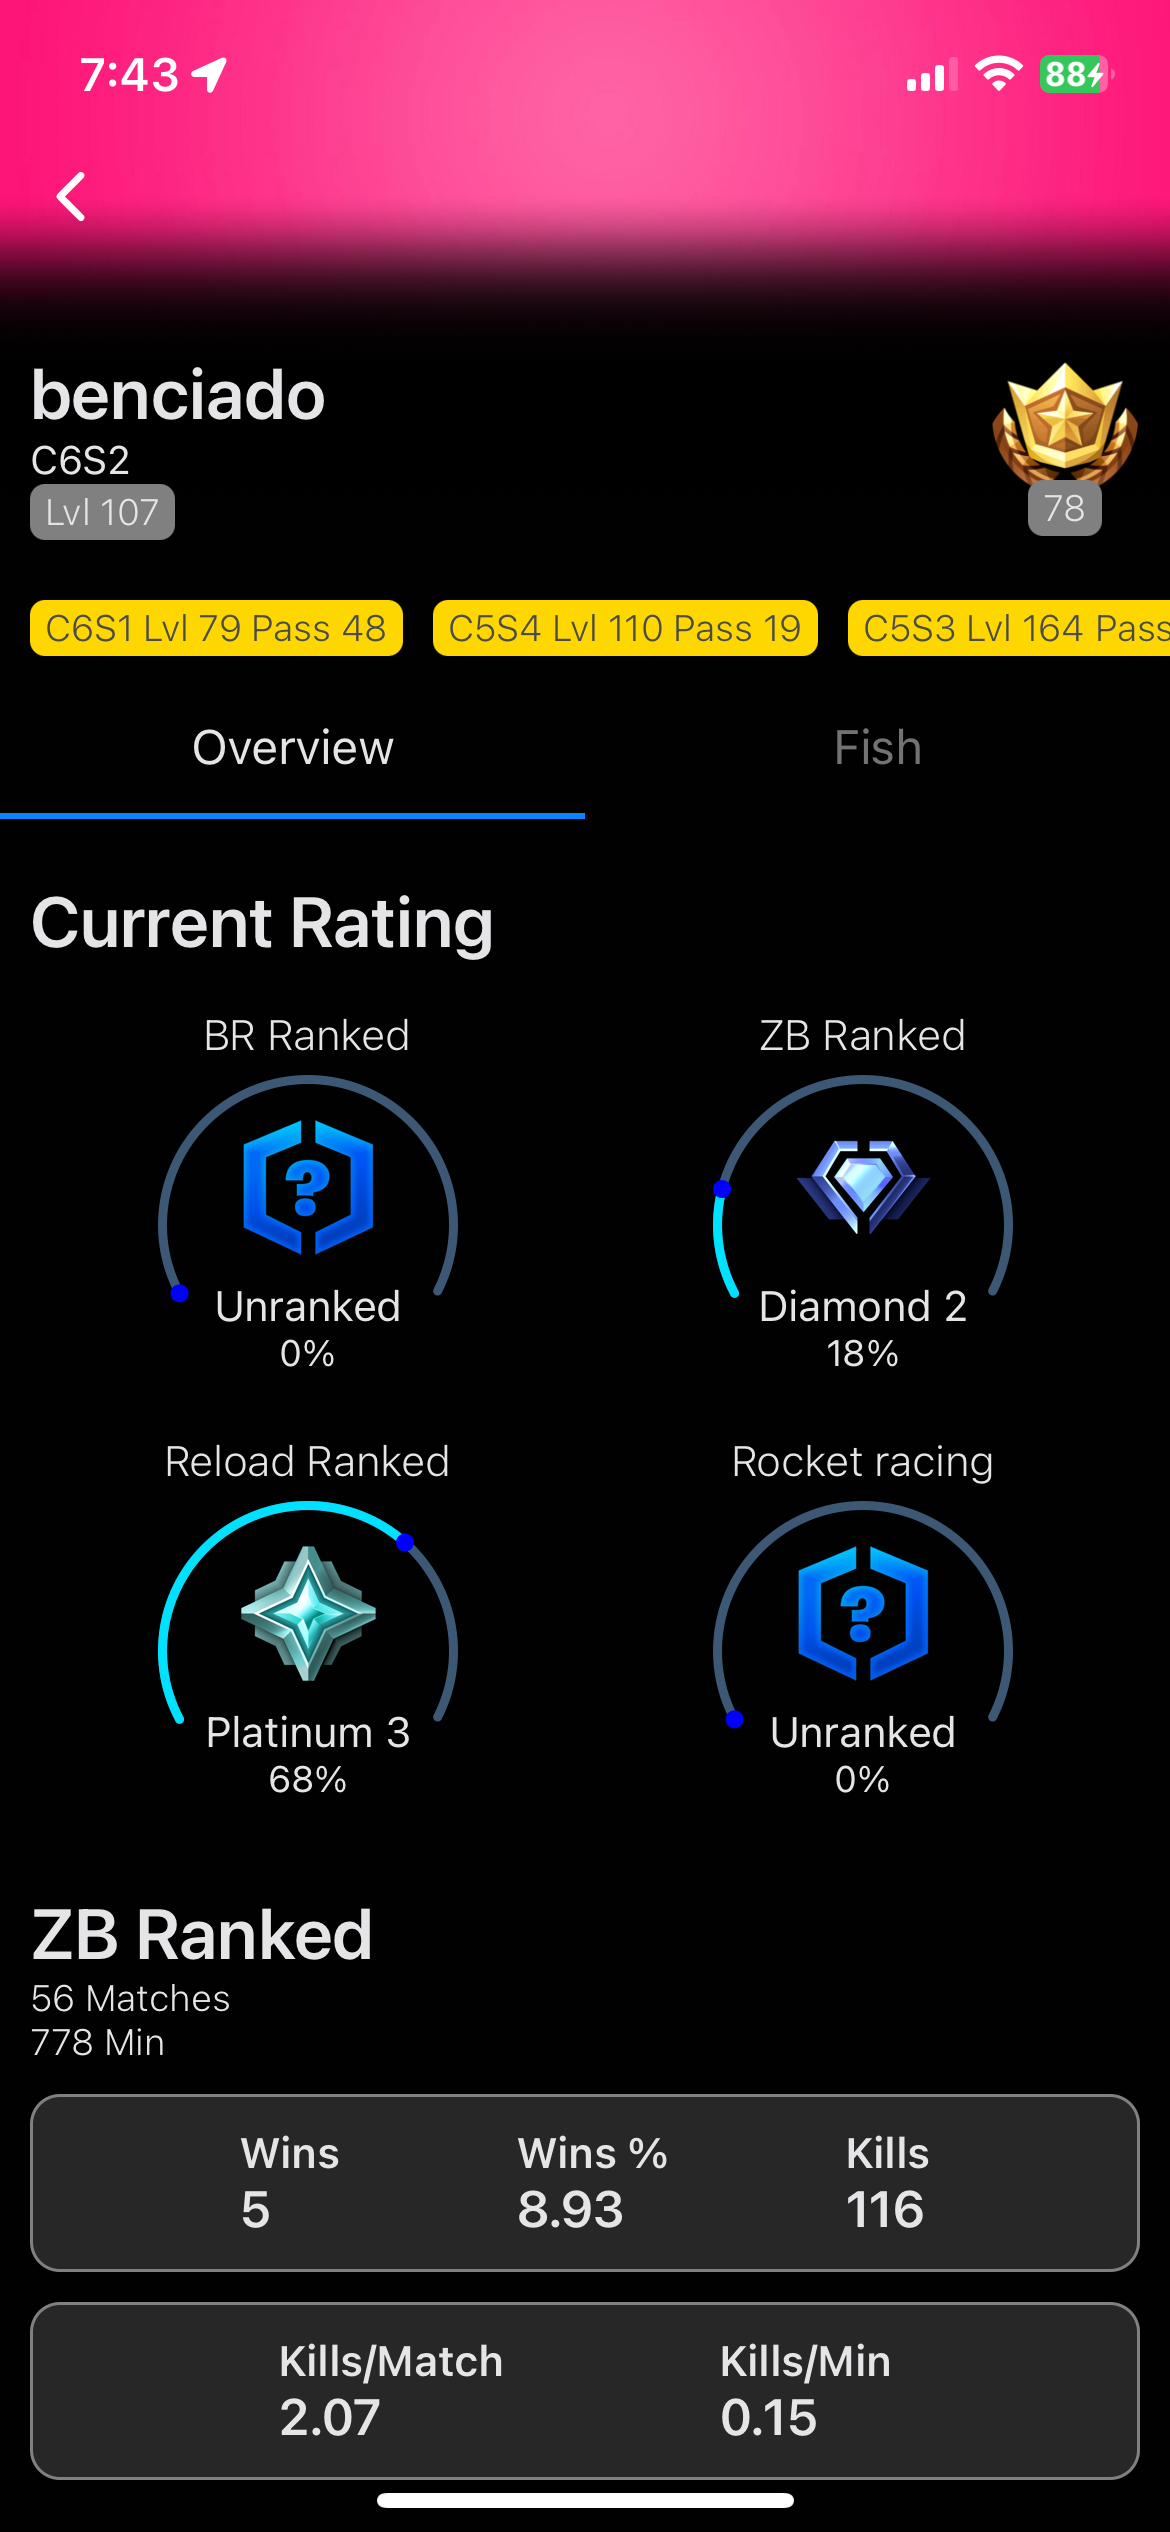 7:43
88
benciado
C6S2
Lvl 107
78
C6S1 Lvl 79 Pass 48
C5S4 Lvl 110 Pass 19
C5S3 Lvl 164 Pass
Overview
Fish
Current Rating
BR Ranked
ZB Ranked
?
Unranked
0%
Diamond 2
18%
Reload Ranked
Rocket racing
Platinum 3
68%
?
Unranked
0%
ZB Ranked
56 Matches
778 Min
Wins
5
Wins %
8.93
Kills
116
Kills/Match
2.07
Kills/Min
0.15